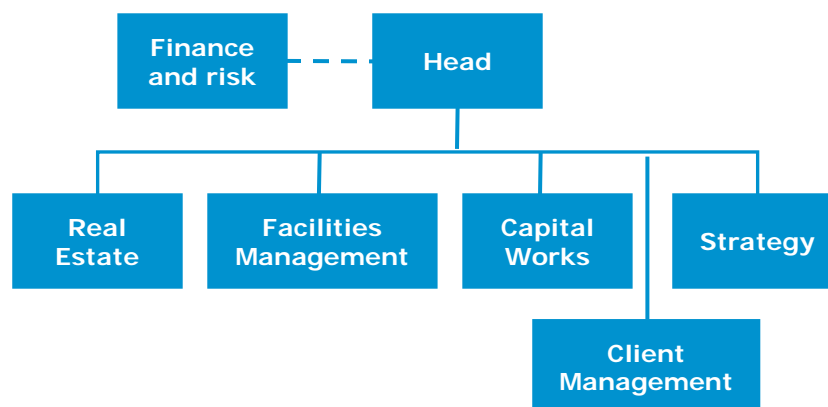 Finance
and risk
Head
Real
Estate
Facilities
Management
Capital
Works
Strategy
Client
Management